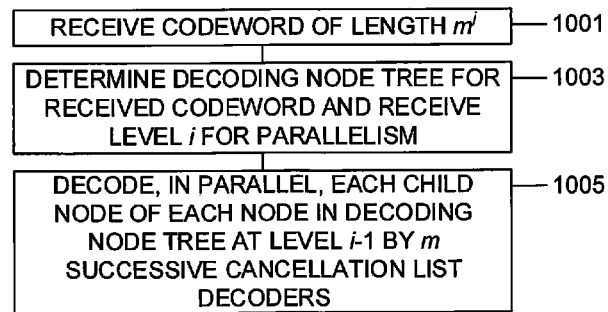 RECEIVE CODEWORD OF LENGTH m^j
1001
DETERMINE DECODING NODE TREE FOR
1003
RECEIVED CODEWORD AND RECEIVE
LEVEL i FOR PARALLELISM
DECODE, IN PARALLEL, EACH CHILD
1005
NODE OF EACH NODE IN DECODING
NODE TREE AT LEVEL i-1 BY m
SUCCESSIVE CANCELLATION LIST
DECODERS